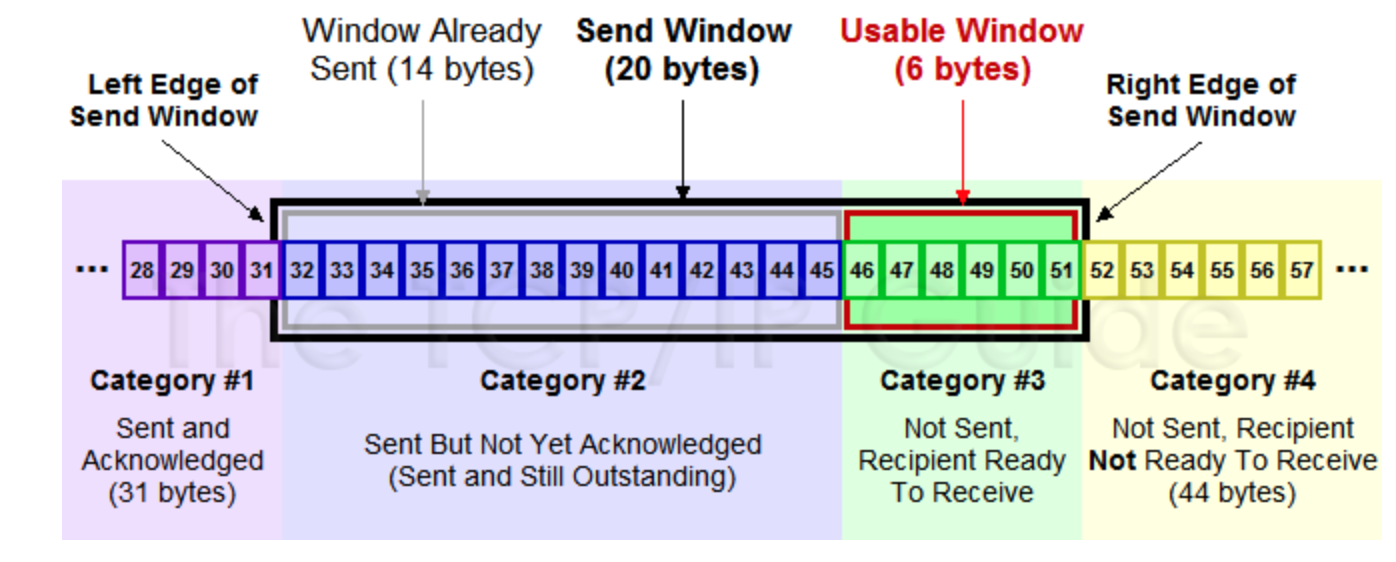 Window Already
Sent (14 bytes)
Send Window
(20 bytes)
Usable Window
(6 bytes)
Left Edge of
Send Window
Right Edge of
Send Window
... 28 29 30 31 32 33 34 35 36 37 38 39 40 41 42 43 44 45 46 47 48 49 50 51 52 53 54 55 56 57 ...
The TCP/IP Guide
Category #1
Sent and
Acknowledged
(31 bytes)
Category #2
Sent But Not Yet Acknowledged
(Sent and Still Outstanding)
Category #3
Not Sent,
Recipient Ready
To Receive
Category #4
Not Sent, Recipient
Not Ready To Receive
(44 bytes)